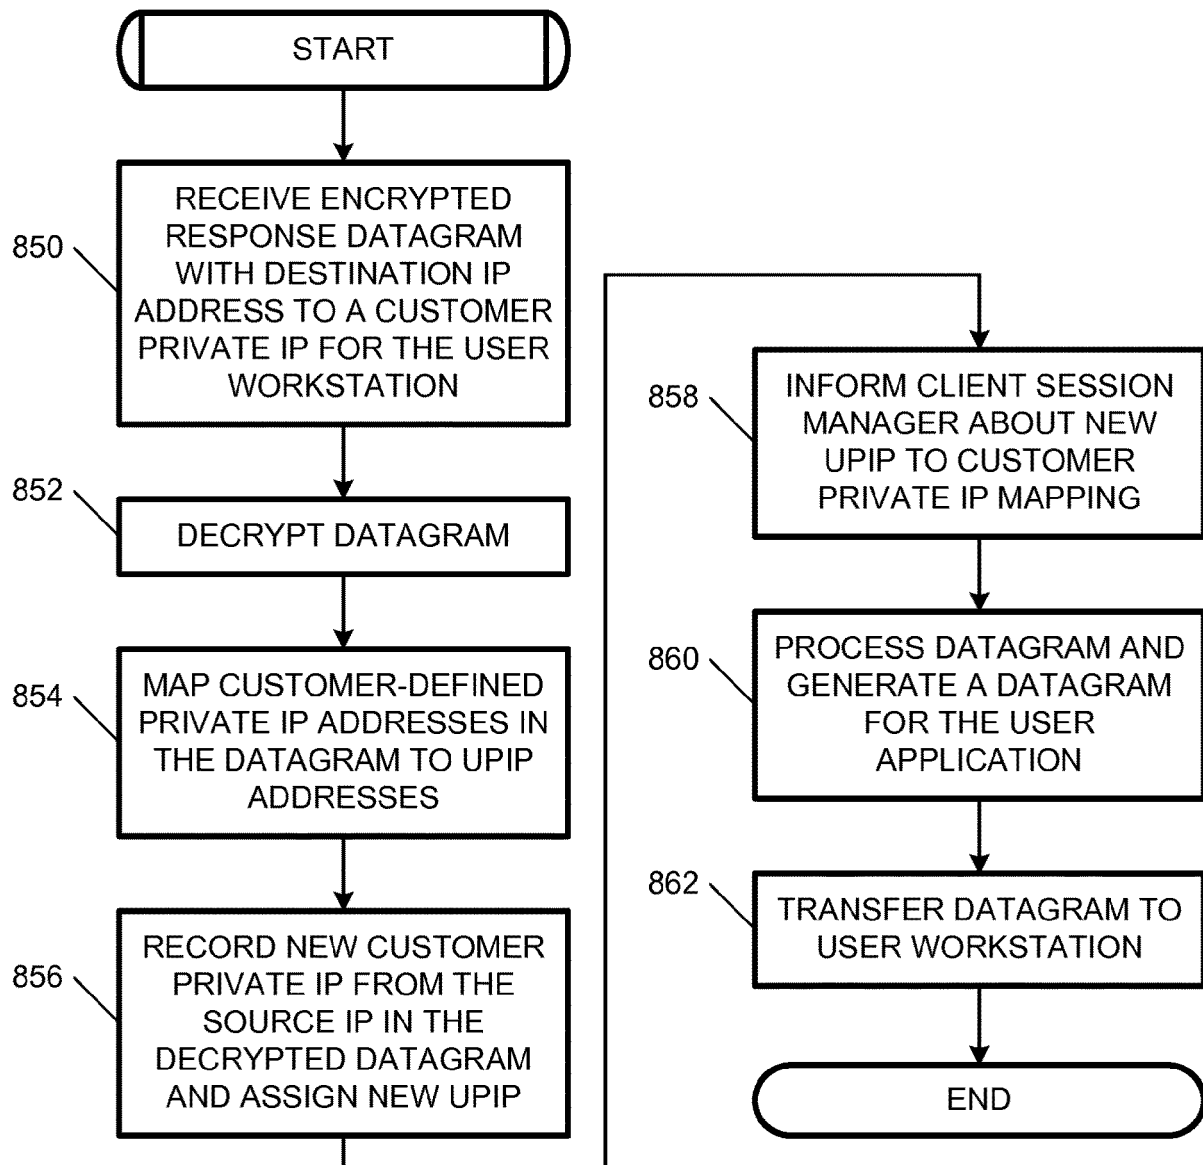 START
850
RECEIVE ENCRYPTED
RESPONSE DATAGRAM
WITH DESTINATION IP
ADDRESS TO A CUSTOMER
PRIVATE IP FOR THE USER
WORKSTATION
852
DECRYPT DATAGRAM
854
MAP CUSTOMER-DEFINED
PRIVATE IP ADDRESSES IN
THE DATAGRAM TO UPIP
ADDRESSES
856
RECORD NEW CUSTOMER
PRIVATE IP FROM THE
SOURCE IP IN THE
DECRYPTED DATAGRAM
AND ASSIGN NEW UPIP
858
INFORM CLIENT SESSION
MANAGER ABOUT NEW
UPIP TO CUSTOMER
PRIVATE IP MAPPING
860
PROCESS DATAGRAM AND
GENERATE A DATAGRAM
FOR THE USER
APPLICATION
862
TRANSFER DATAGRAM TO
USER WORKSTATION
END